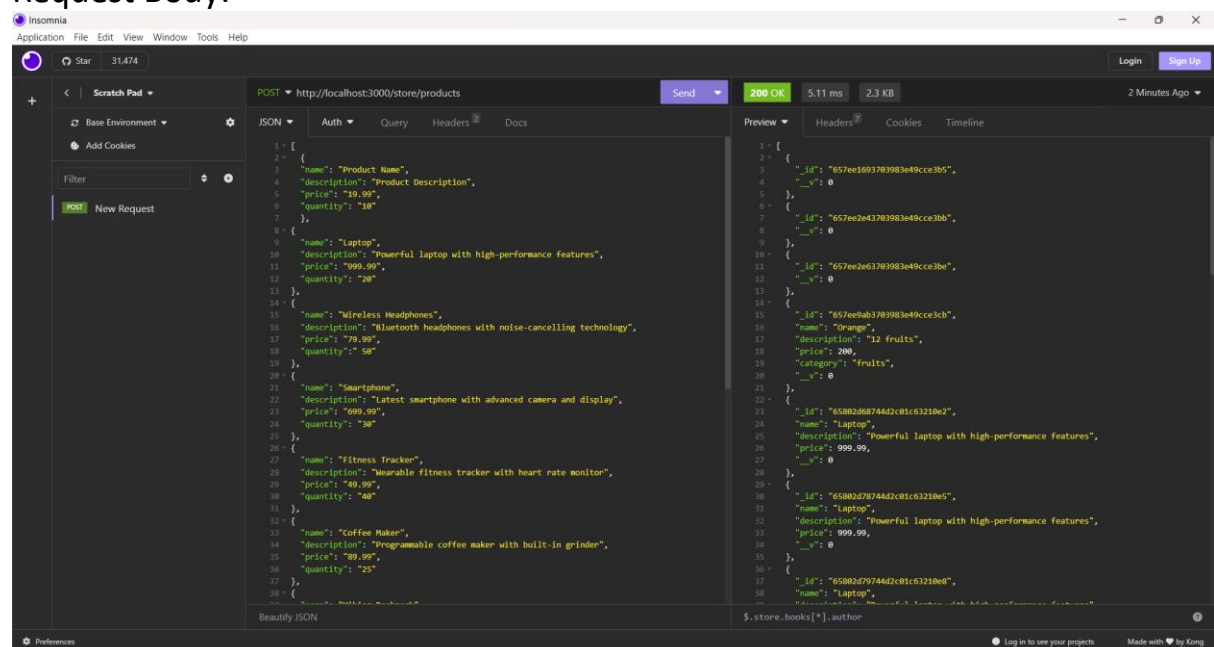 Request Body:
Insomnia
Application File Edit View Window Tools Help
Star 31,474
Login Sign Up
Scratch Pad
POST http://localhost:3000/store/products Send
200 OK 5.11 ms 2.3 KB 2 Minutes Ago
Base Environment
JSON Auth Query Headers 2 Docs
Preview Headers 7 Cookies Timeline
Add Cookies
Filter
POST New Request
1 [
2 {
3 "name": "Product Name",
4 "description": "Product Description",
5 "price": "19.99",
6 "quantity": "10"
7 },
8 {
9 "name": "Laptop",
10 "description": "Powerful laptop with high-performance features",
11 "price": "999.99",
12 "quantity": "20"
13 },
14 {
15 "name": "Wireless Headphones",
16 "description": "Bluetooth headphones with noise-cancelling technology",
17 "price": "79.99",
18 "quantity":" 50"
19 },
20 {
21 "name": "Smartphone",
22 "description": "Latest smartphone with advanced camera and display",
23 "price": "699.99",
24 "quantity": "30"
25 },
26 {
27 "name": "Fitness Tracker",
28 "description": "Wearable fitness tracker with heart rate monitor",
29 "price": "49.99",
30 "quantity": "40"
31 },
32 {
33 "name": "Coffee Maker",
34 "description": "Programmable coffee maker with built-in grinder",
35 "price": "89.99",
36 "quantity": "25"
37 },
38 {
Beautify JSON
1 [
2 {
3 "_id": "657ee1693703983e49cce3b5",
4 "__v": 0
5 },
6 {
7 "_id": "657ee2e43703983e49cce3bb",
8 "__v": 0
9 },
10 {
11 "_id": "657ee2e63703983e49cce3be",
12 "__v": 0
13 },
14 {
15 "_id": "657ee9ab3703983e49cce3cb",
16 "name": "Orange",
17 "description": "12 fruits",
18 "price": 200,
19 "category": "fruits",
20 "__v": 0
21 },
22 {
23 "_id": "65802d68744d2c01c63210e2",
24 "name": "Laptop",
25 "description": "Powerful laptop with high-performance features",
26 "price": 999.99,
27 "__v": 0
28 },
29 {
30 "_id": "65802d78744d2c01c63210e5",
31 "name": "Laptop",
32 "description": "Powerful laptop with high-performance features",
33 "price": 999.99,
34 "__v": 0
35 },
36 {
37 "_id": "65802d79744d2c01c63210e8",
38 "name": "Laptop",
$.store.books[*].author
Preferences
Log in to see your projects Made with ♥ by Kong